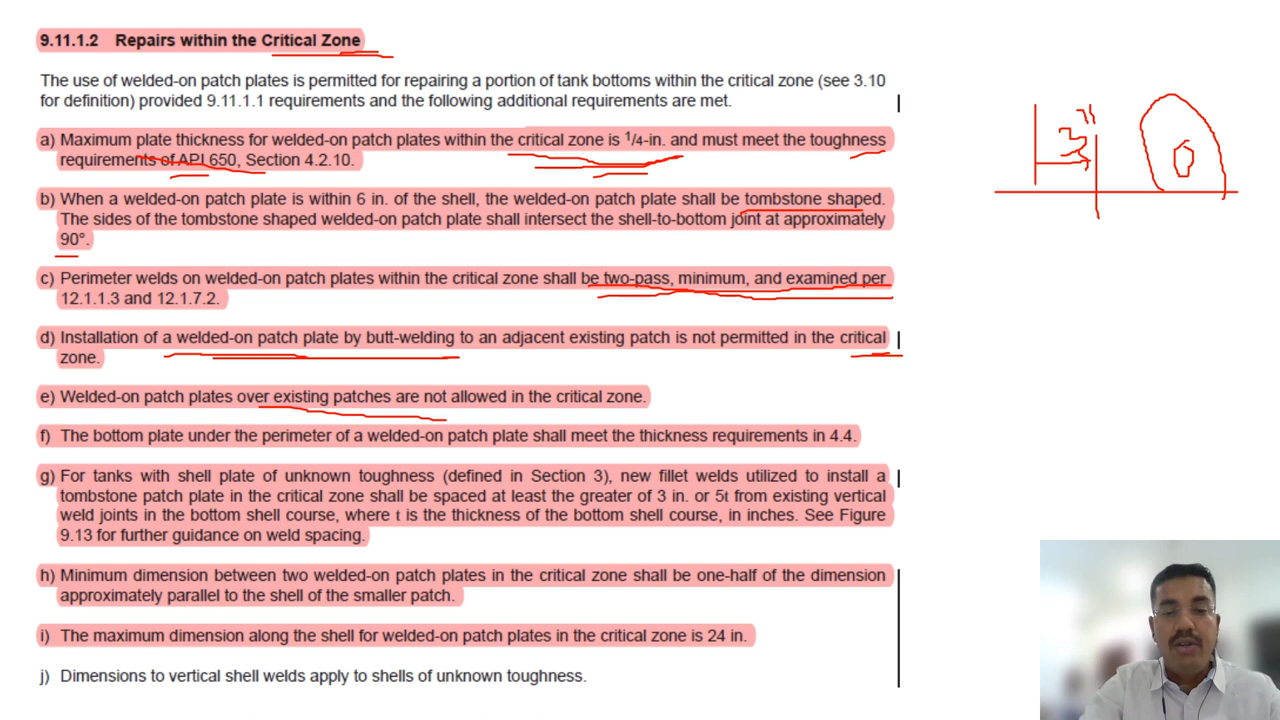 9.11.1.2 Repairs within the Critical Zone
The use of welded-on patch plates is permitted for repairing a portion of tank bottoms within the critical zone (see 3.10
for definition) provided 9.11.1.1 requirements and the following additional requirements are met.
a) Maximum plate thickness for welded-on patch plates within the critical zone is 1/4-in. and must meet the toughness
requirements of API 650, Section 4.2.10.
b) When a welded-on patch plate is within 6 in. of the shell, the welded-on patch plate shall be tombstone shaped.
The sides of the tombstone shaped welded-on patch plate shall intersect the shell-to-bottom joint at approximately
90°.
c) Perimeter welds on welded-on patch plates within the critical zone shall be two-pass, minimum, and examined per
12.1.1.3 and 12.1.7.2.
d) Installation of a welded-on patch plate by butt-welding to an adjacent existing patch is not permitted in the critical
zone.
e) Welded-on patch plates over existing patches are not allowed in the critical zone.
f) The bottom plate under the perimeter of a welded-on patch plate shall meet the thickness requirements in 4.4.
g) For tanks with shell plate of unknown toughness (defined in Section 3), new fillet welds utilized to install a
tombstone patch plate in the critical zone shall be spaced at least the greater of 3 in. or 5t from existing vertical
weld joints in the bottom shell course, where t is the thickness of the bottom shell course, in inches. See Figure
9.13 for further guidance on weld spacing.
h) Minimum dimension between two welded-on patch plates in the critical zone shall be one-half of the dimension
approximately parallel to the shell of the smaller patch.
i) The maximum dimension along the shell for welded-on patch plates in the critical zone is 24 in.
j) Dimensions to vertical shell welds apply to shells of unknown toughness.
3"